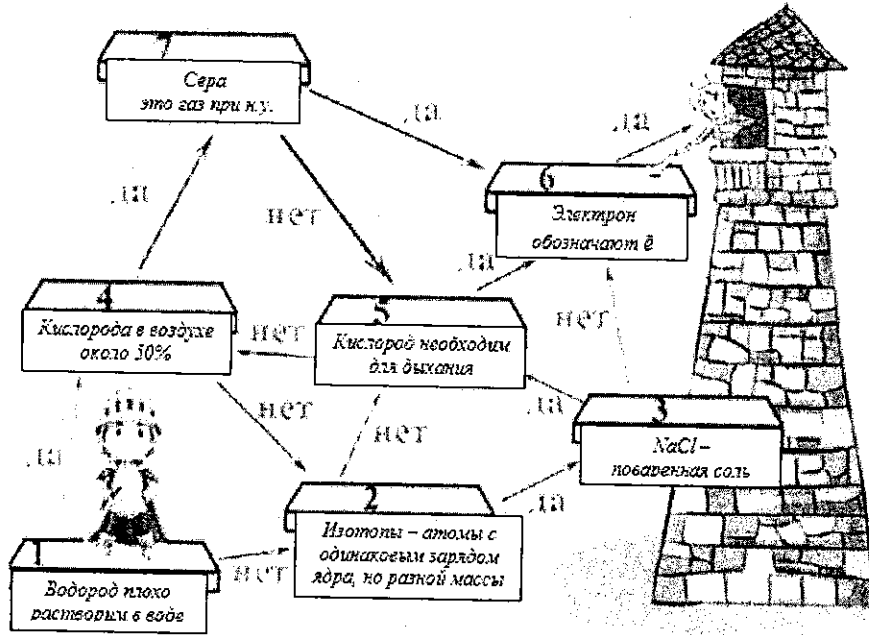 7
Сера
это газ при н.у.
да
да
да
6
Электрон
обозначают ē
нет
да
4
Кислорода в воздухе
около 50%
нет
5
Кислород необходим
для дыхания
нет
да
3
NaCl –
поваренная соль
нет
нет
да
да
2
Изотопы – атомы с
одинаковым зарядом
ядра, но разной массы
1
Водород плохо
растворим в воде
нет